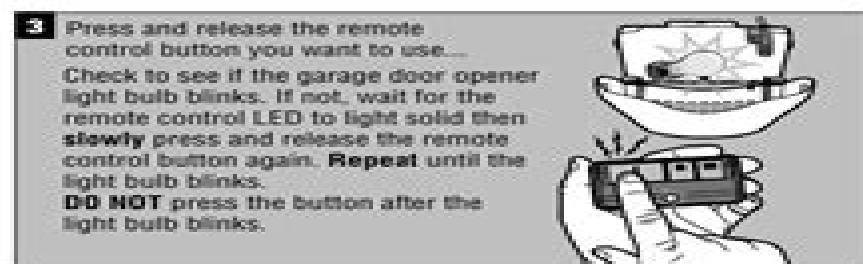 3 Press and release the remote
control button you want to use...
Check to see if the garage door opener
light bulb blinks. If not, wait for the
remote control LED to light solid then
slowly press and release the remote
control button again. Repeat until the
light bulb blinks.
DO NOT press the button after the
light bulb blinks.